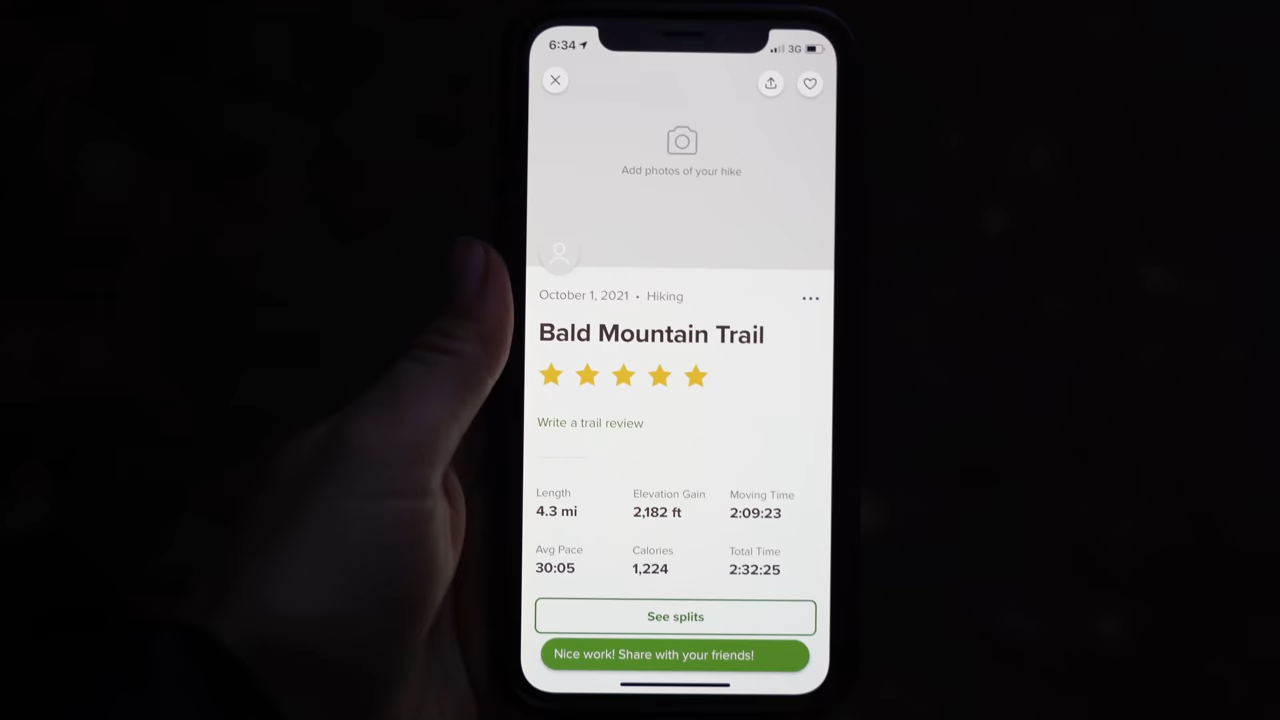 6:34 3G
Add photos of your hike
October 1, 2021 • Hiking
Bald Mountain Trail
Write a trail review
Length Elevation Gain Moving Time
4.3 mi 2,182 ft 2:09:23
Avg Pace Calories Total Time
30:05 1,224 2:32:25
See splits
Nice work! Share with your friends!